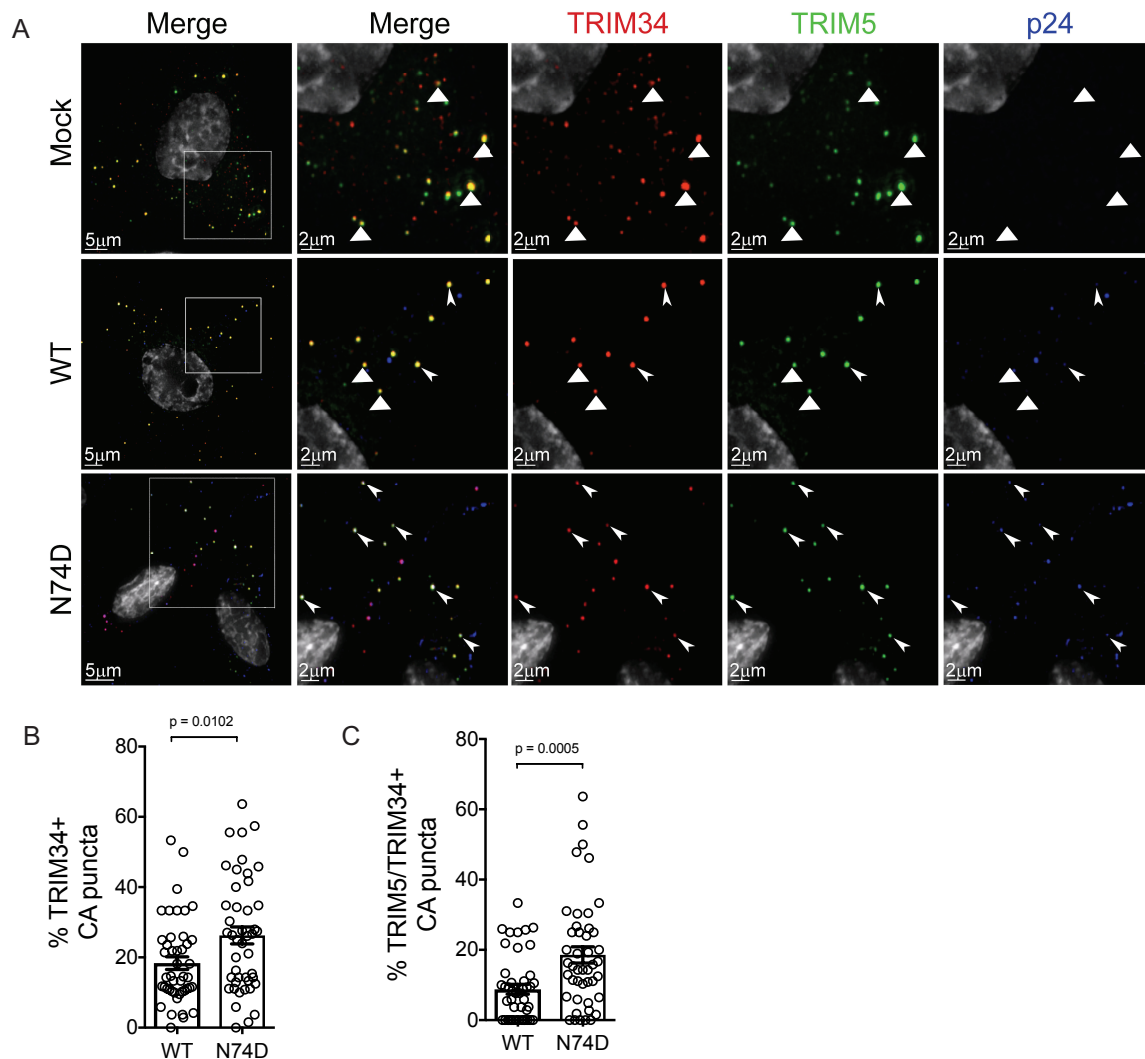 A
Merge Merge TRIM34 TRIM5 p24
Mock
5μm 2μm 2μm 2μm 2μm
WT
5μm 2μm 2μm 2μm 2μm
N74D
5μm 2μm 2μm 2μm 2μm
B
p = 0.0102
% TRIM34+
CA puncta
80
60
40
20
0
WT N74D
C
p = 0.0005
% TRIM5/TRIM34+
CA puncta
80
60
40
20
0
WT N74D